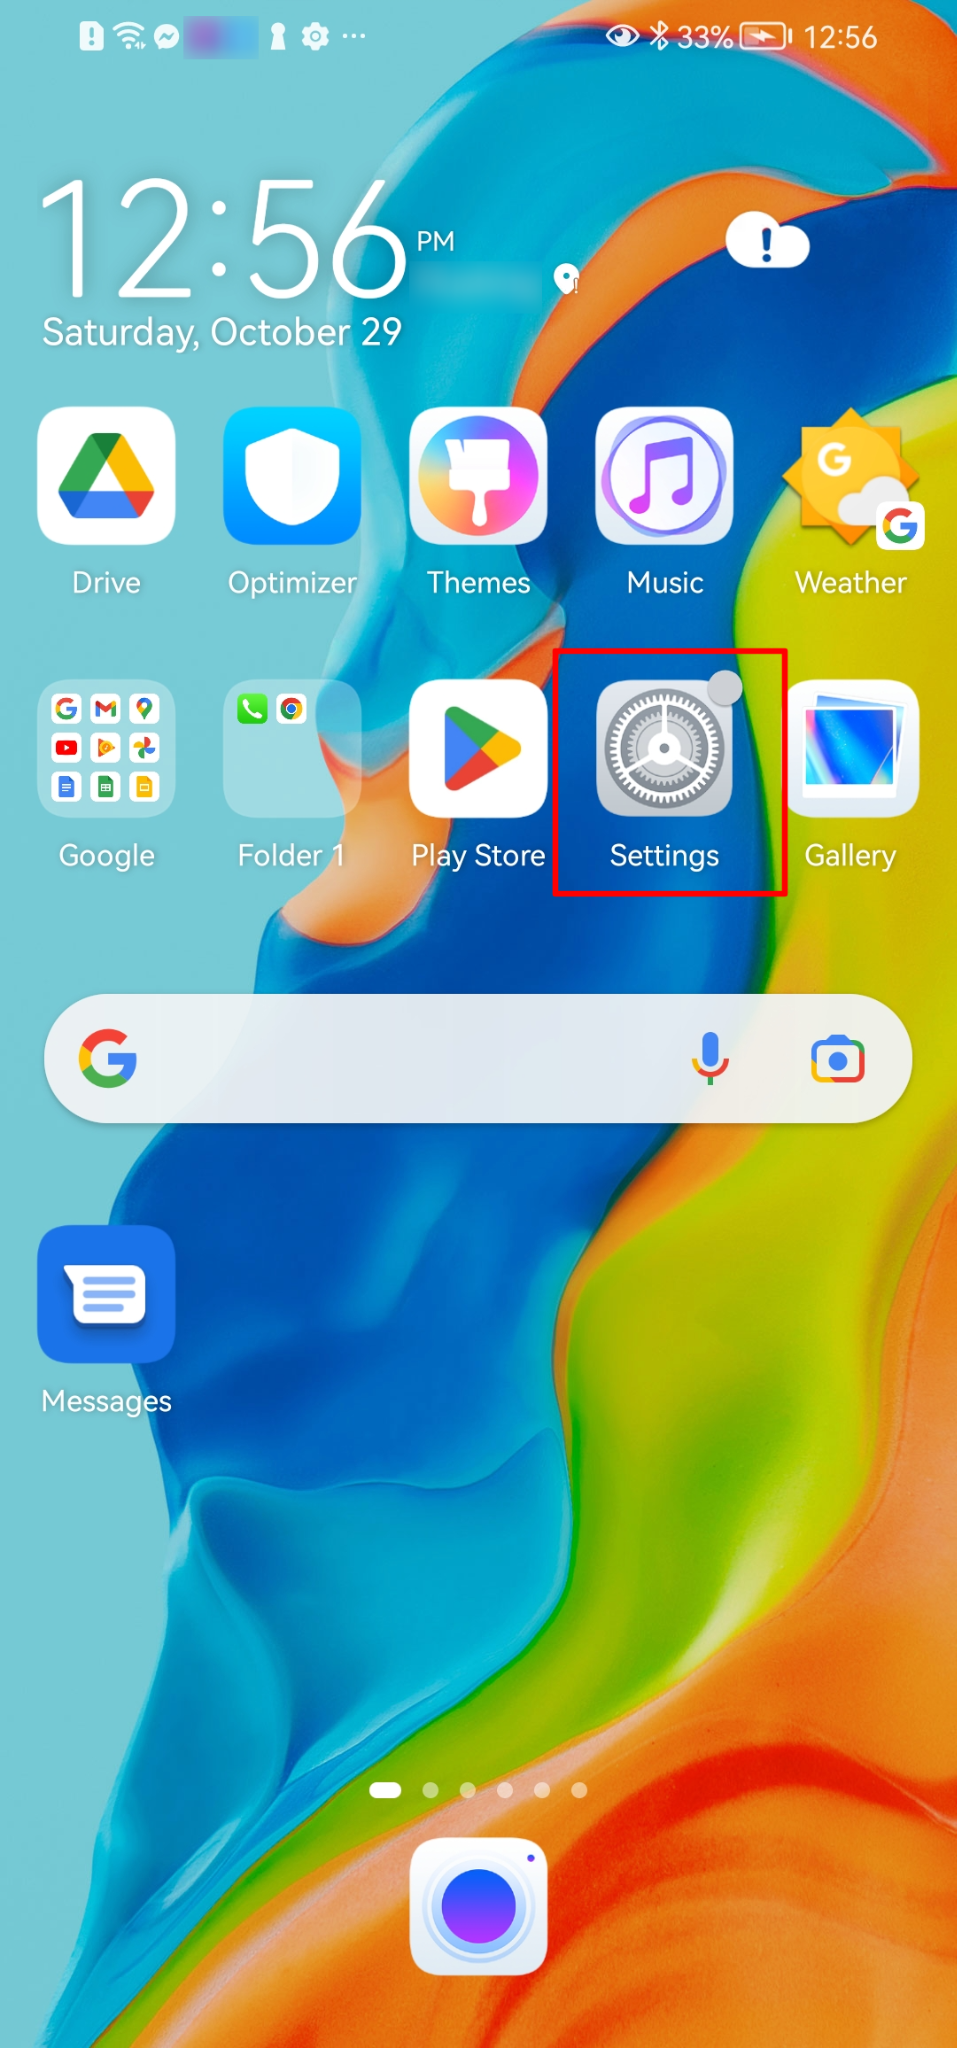 33% 12:56
12:56 PM
Saturday, October 29
Drive Optimizer Themes Music Weather
Google Folder 1 Play Store Settings Gallery
Messages